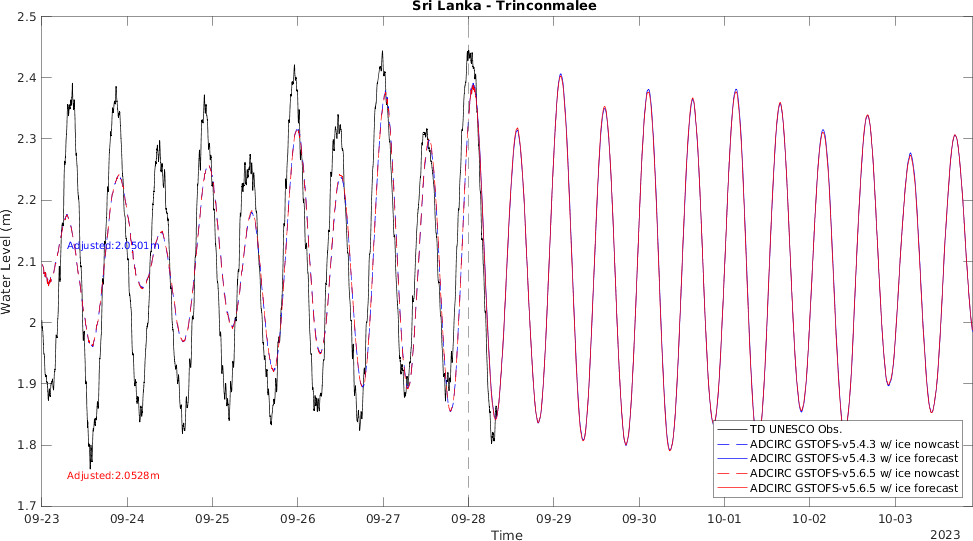 Sri Lanka - Trinconmalee
2.5
2.4
2.3
2.2
2.1
2
1.9
1.8
1.7
Water Level (m)
Adjusted:2.0501m
Adjusted:2.0528m
TD UNESCO Obs.
ADCIRC GSTOFS-v5.4.3 w/ ice nowcast
ADCIRC GSTOFS-v5.4.3 w/ ice forecast
ADCIRC GSTOFS-v5.6.5 w/ ice nowcast
ADCIRC GSTOFS-v5.6.5 w/ ice forecast
09-23 09-24 09-25 09-26 09-27 09-28 09-29 09-30 10-01 10-02 10-03
Time
2023